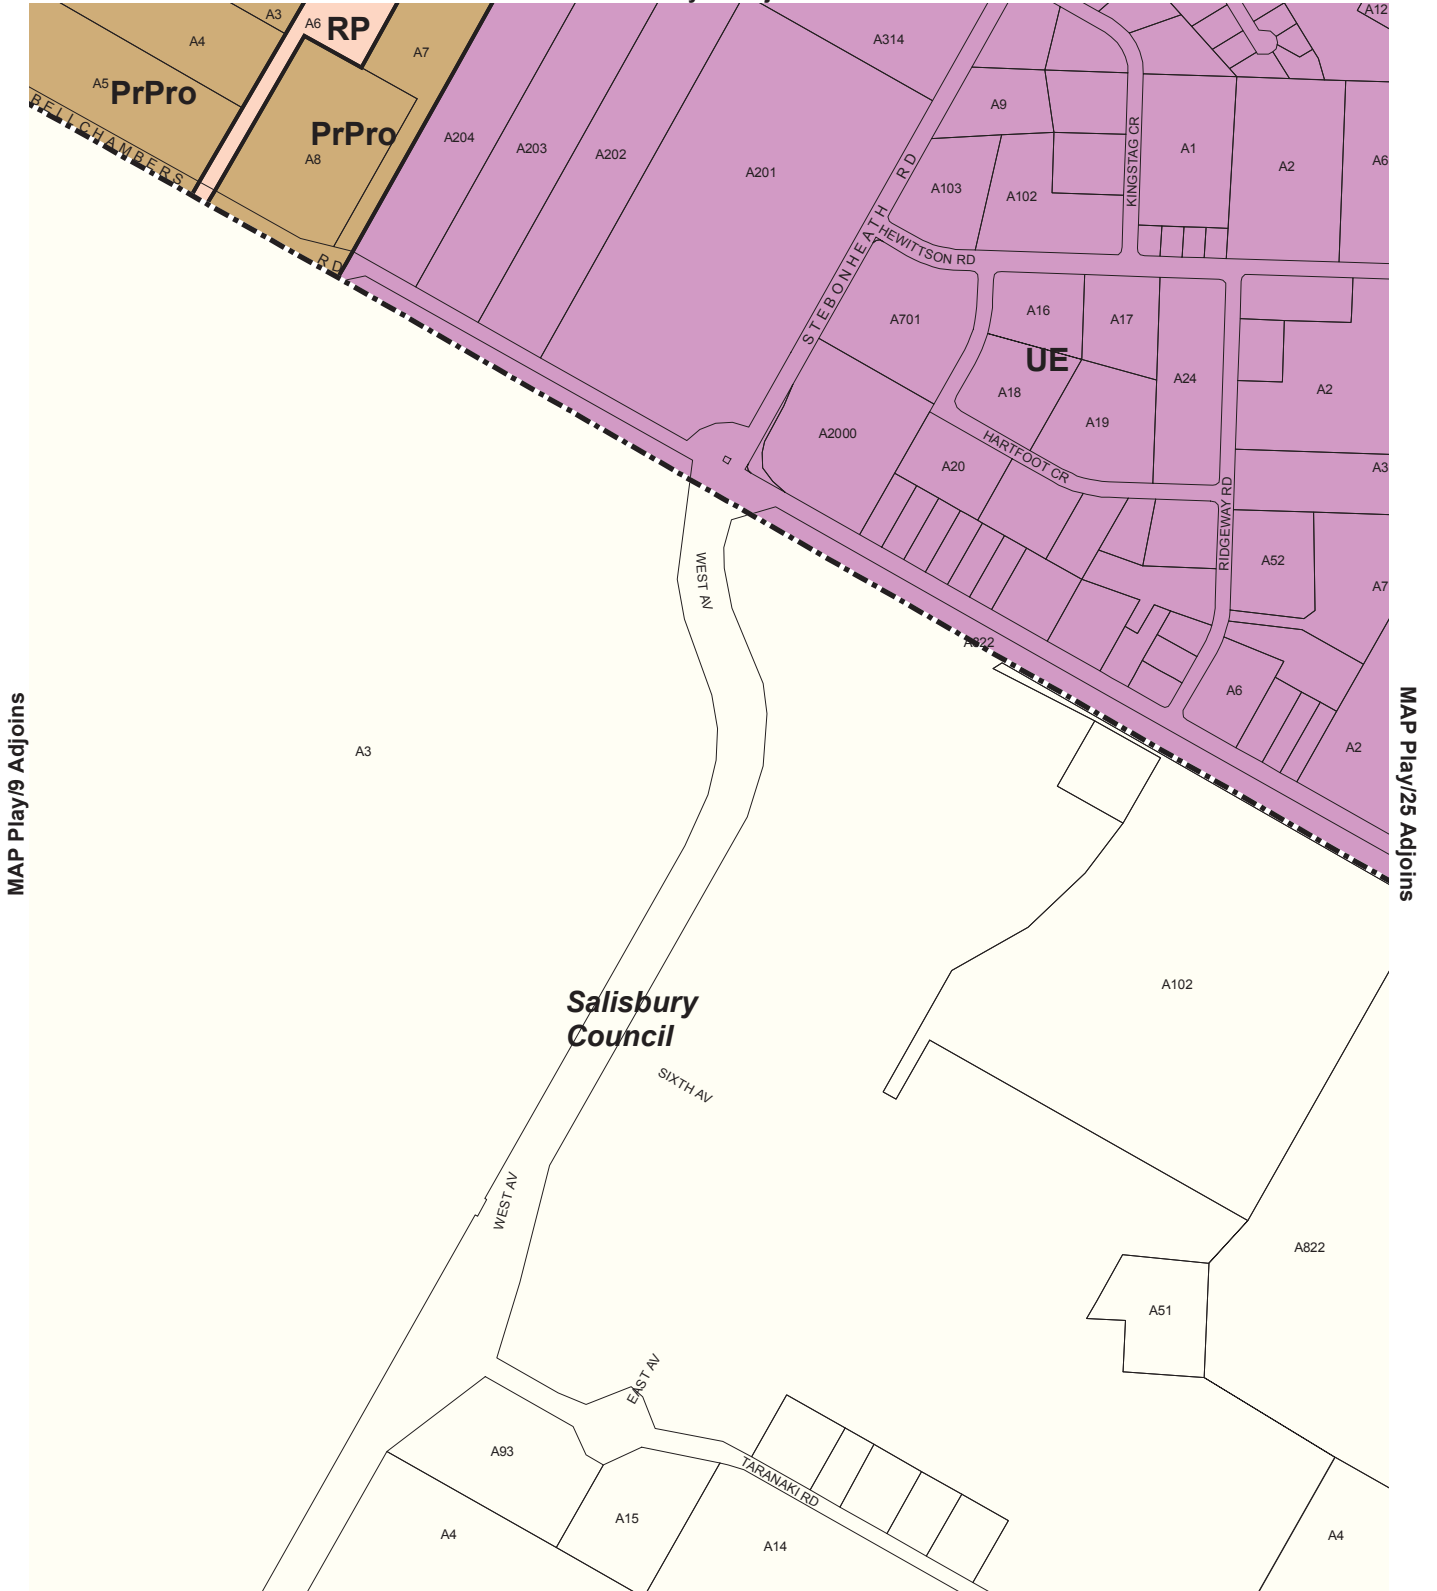 A3
A6
RP
A12
A4
A7
A314
A5
PrPro
PrPro
A8
BELLCHAMBERS
RD
A204
A203
A202
A201
A9
KINGSTAG CR
A1
A2
A6
RD
A103
A102
STEBONHEATH
HEWITTSON RD
A701
A16
A17
UE
A18
A24
A2
A19
A2000
HARTFOOT CR
A20
A3
RIDGEWAY RD
A52
A7
WEST AV
A822
A6
A2
MAP Play/9 Adjoins
MAP Play/25 Adjoins
A3
A102
Salisbury
Council
SIXTH AV
WEST AV
A822
A51
EAST AV
A93
TARANAKI RD
A15
A4
A14
A4